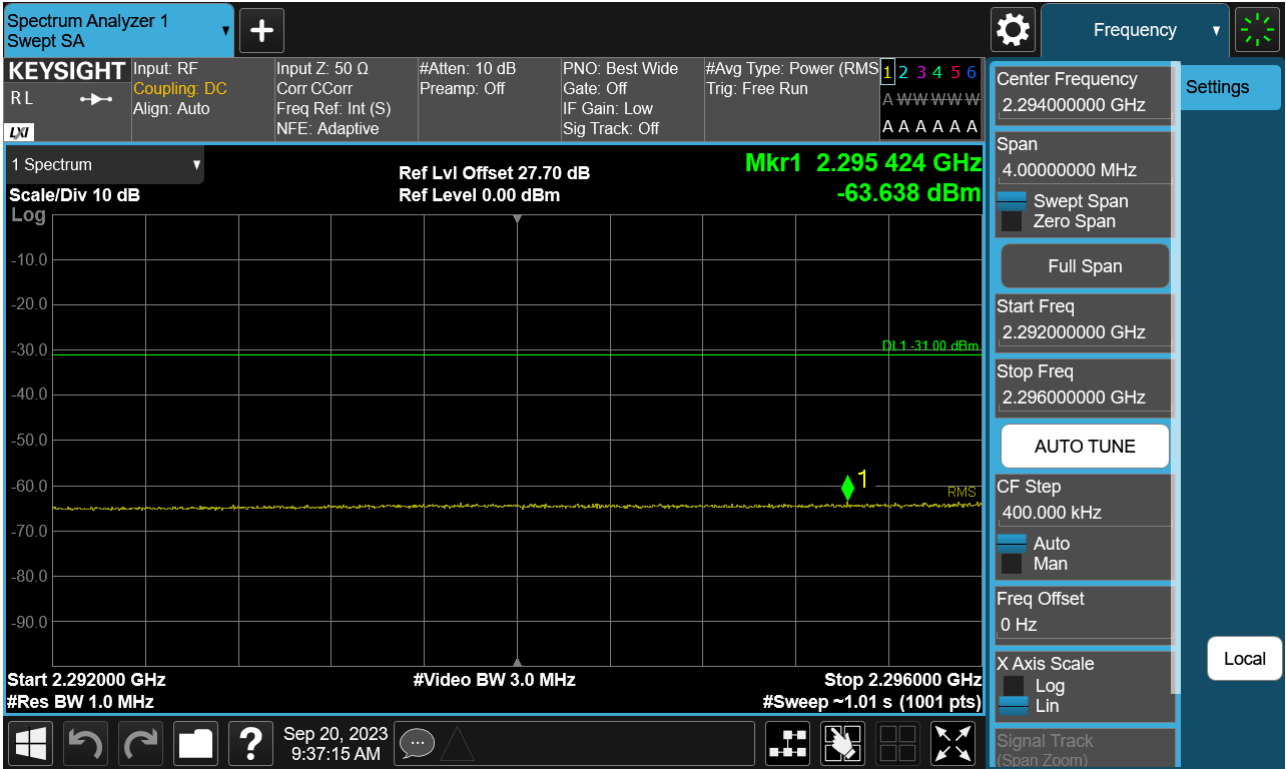 Spectrum Analyzer 1
Swept SA
Frequency
KEYSIGHT
R L
LXI
Input: RF
Coupling: DC
Align: Auto
Input Z: 50 Ω
Corr CCorr
Freq Ref: Int (S)
NFE: Adaptive
#Atten: 10 dB
Preamp: Off
PNO: Best Wide
Gate: Off
IF Gain: Low
Sig Track: Off
#Avg Type: Power (RMS
Trig: Free Run
1 2 3 4 5 6
A W W W W W
A A A A A A
1 Spectrum
Scale/Div 10 dB
Ref Lvl Offset 27.70 dB
Ref Level 0.00 dBm
Mkr1 2.295 424 GHz
-63.638 dBm
Log
-10.0
-20.0
-30.0
DL1 -31.00 dBm
-40.0
-50.0
-60.0
1
RMS
-70.0
-80.0
-90.0
Start 2.292000 GHz
#Video BW 3.0 MHz
Stop 2.296000 GHz
#Res BW 1.0 MHz
#Sweep ~1.01 s (1001 pts)
Center Frequency
2.294000000 GHz
Settings
Span
4.00000000 MHz
Swept Span
Zero Span
Full Span
Start Freq
2.292000000 GHz
Stop Freq
2.296000000 GHz
AUTO TUNE
CF Step
400.000 kHz
Auto
Man
Freq Offset
0 Hz
X Axis Scale
Log
Lin
Local
Signal Track
(Span Zoom)
?
Sep 20, 2023
9:37:15 AM